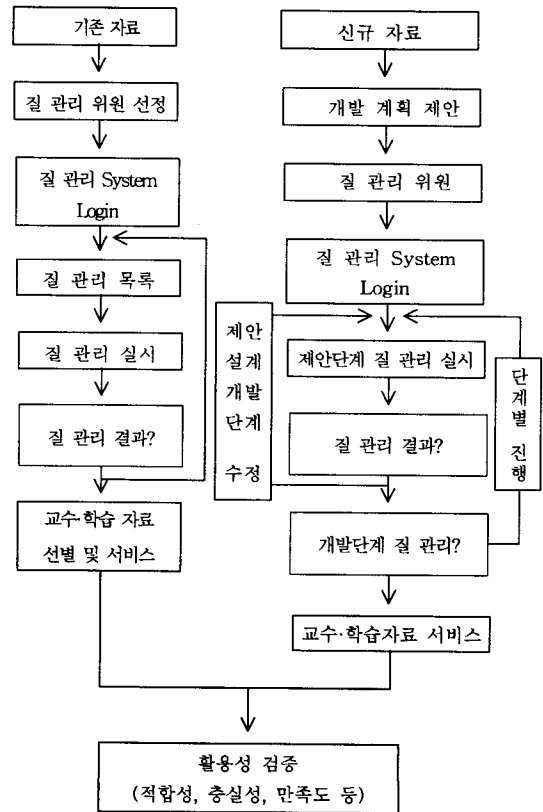 기존 자료
질 관리 위원 선정
질 관리 System
Login
질 관리 목록
질 관리 실시
질 관리 결과?
교수·학습 자료
선별 및 서비스
신규 자료
개발 계획 제안
질 관리 위원
질 관리 System
Login
제안
설계
개발
단계
수정
제안단계 질 관리 실시
질 관리 결과?
단계별 진행
개발단계 질 관리?
교수·학습자료 서비스
활용성 검증
(적합성, 충실성, 만족도 등)